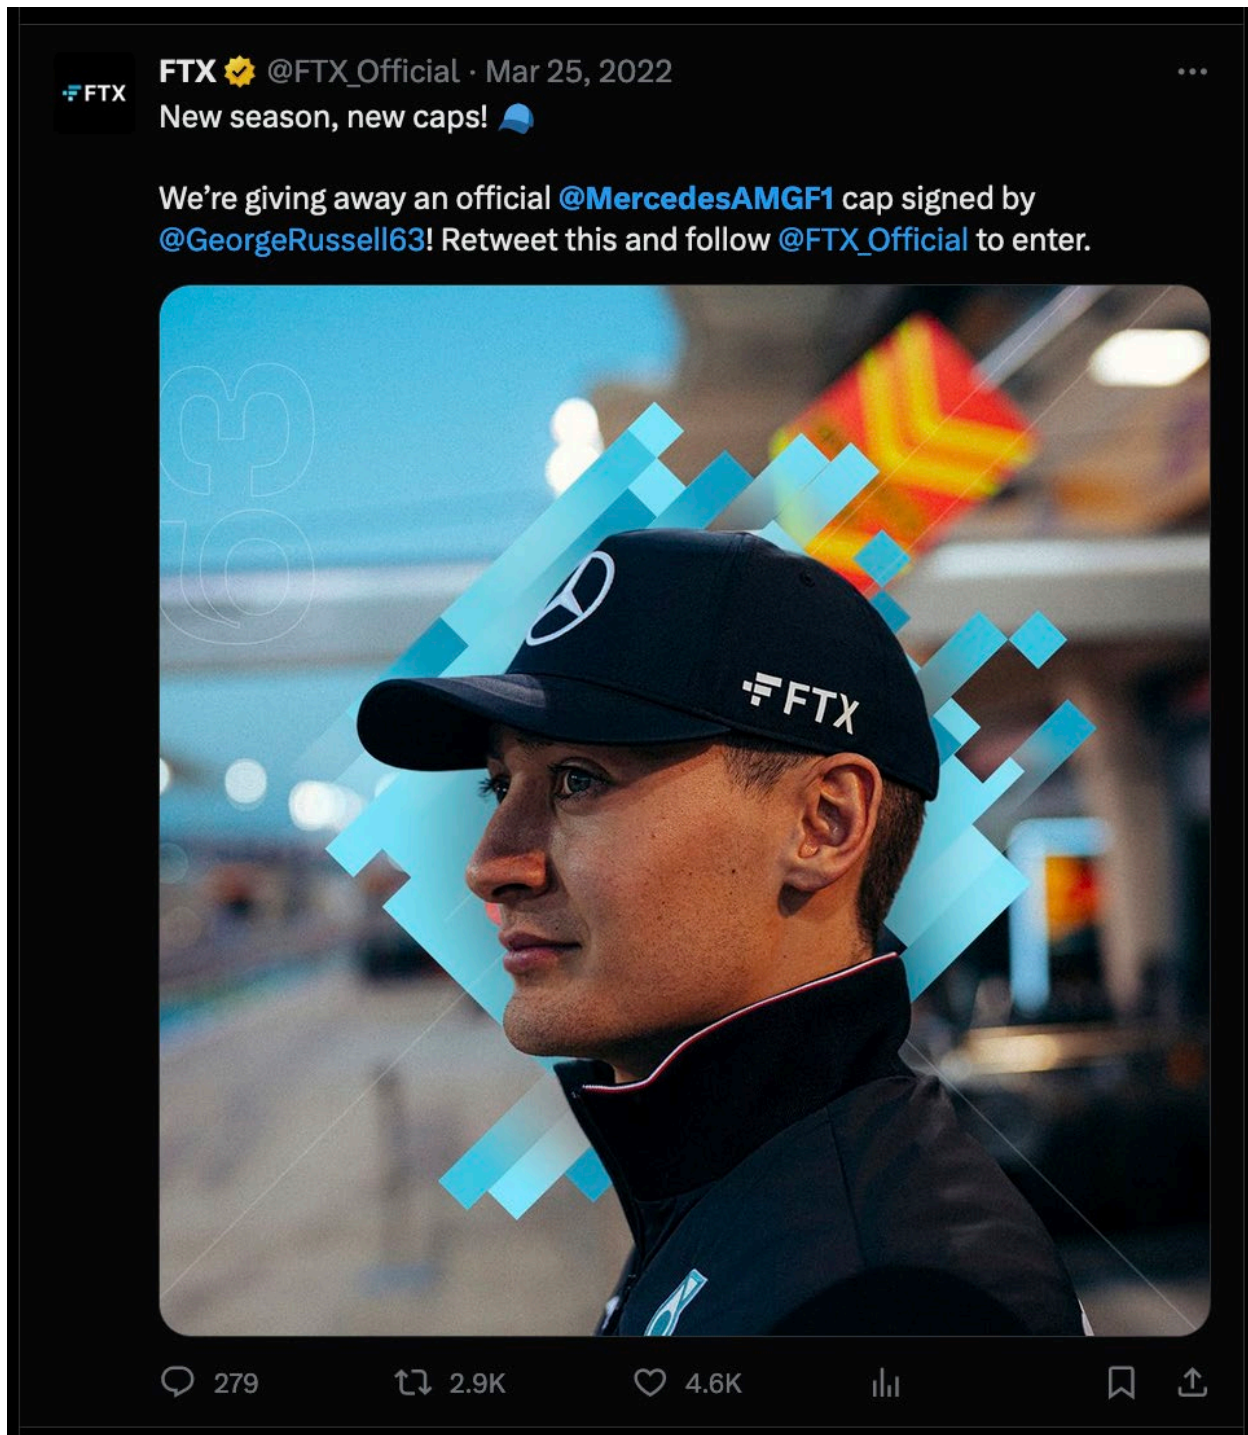 FTX
FTX @FTX_Official · Mar 25, 2022
New season, new caps! 🧢
We’re giving away an official @MercedesAMGF1 cap signed by
@GeorgeRussell63! Retweet this and follow @FTX_Official to enter.
63
FTX
279 2.9K 4.6K